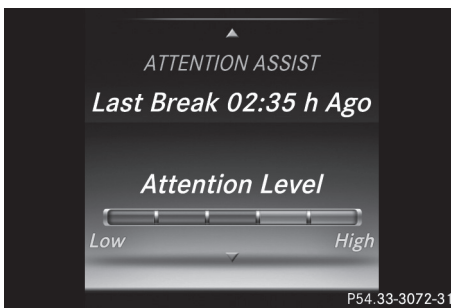 ATTENTION ASSIST
Last Break 02:35 h Ago
Attention Level
Low High
P54.33-3072-31